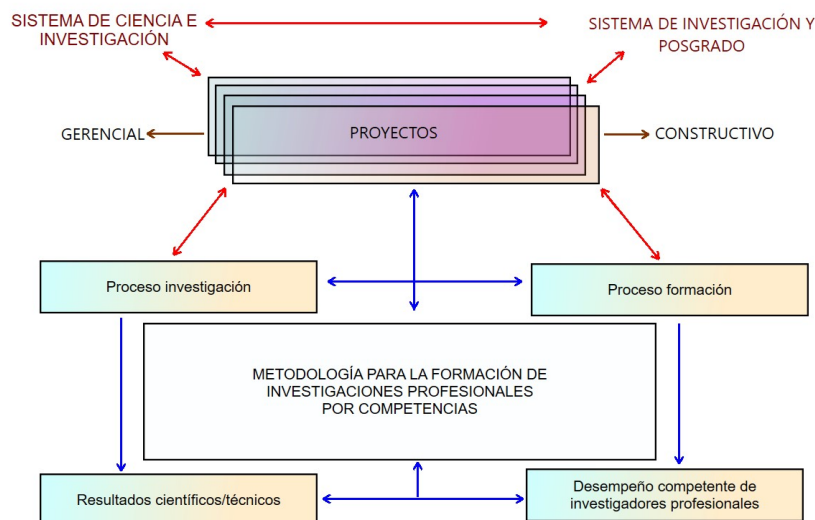 SISTEMA DE CIENCIA E
INVESTIGACIÓN
SISTEMA DE INVESTIGACIÓN Y
POSGRADO
GERENCIAL
PROYECTOS
CONSTRUCTIVO
Proceso investigación
Proceso formación
METODOLOGÍA PARA LA FORMACIÓN DE
INVESTIGACIONES PROFESIONALES
POR COMPETENCIAS
Resultados científicos/técnicos
Desempeño competente de
investigadores profesionales